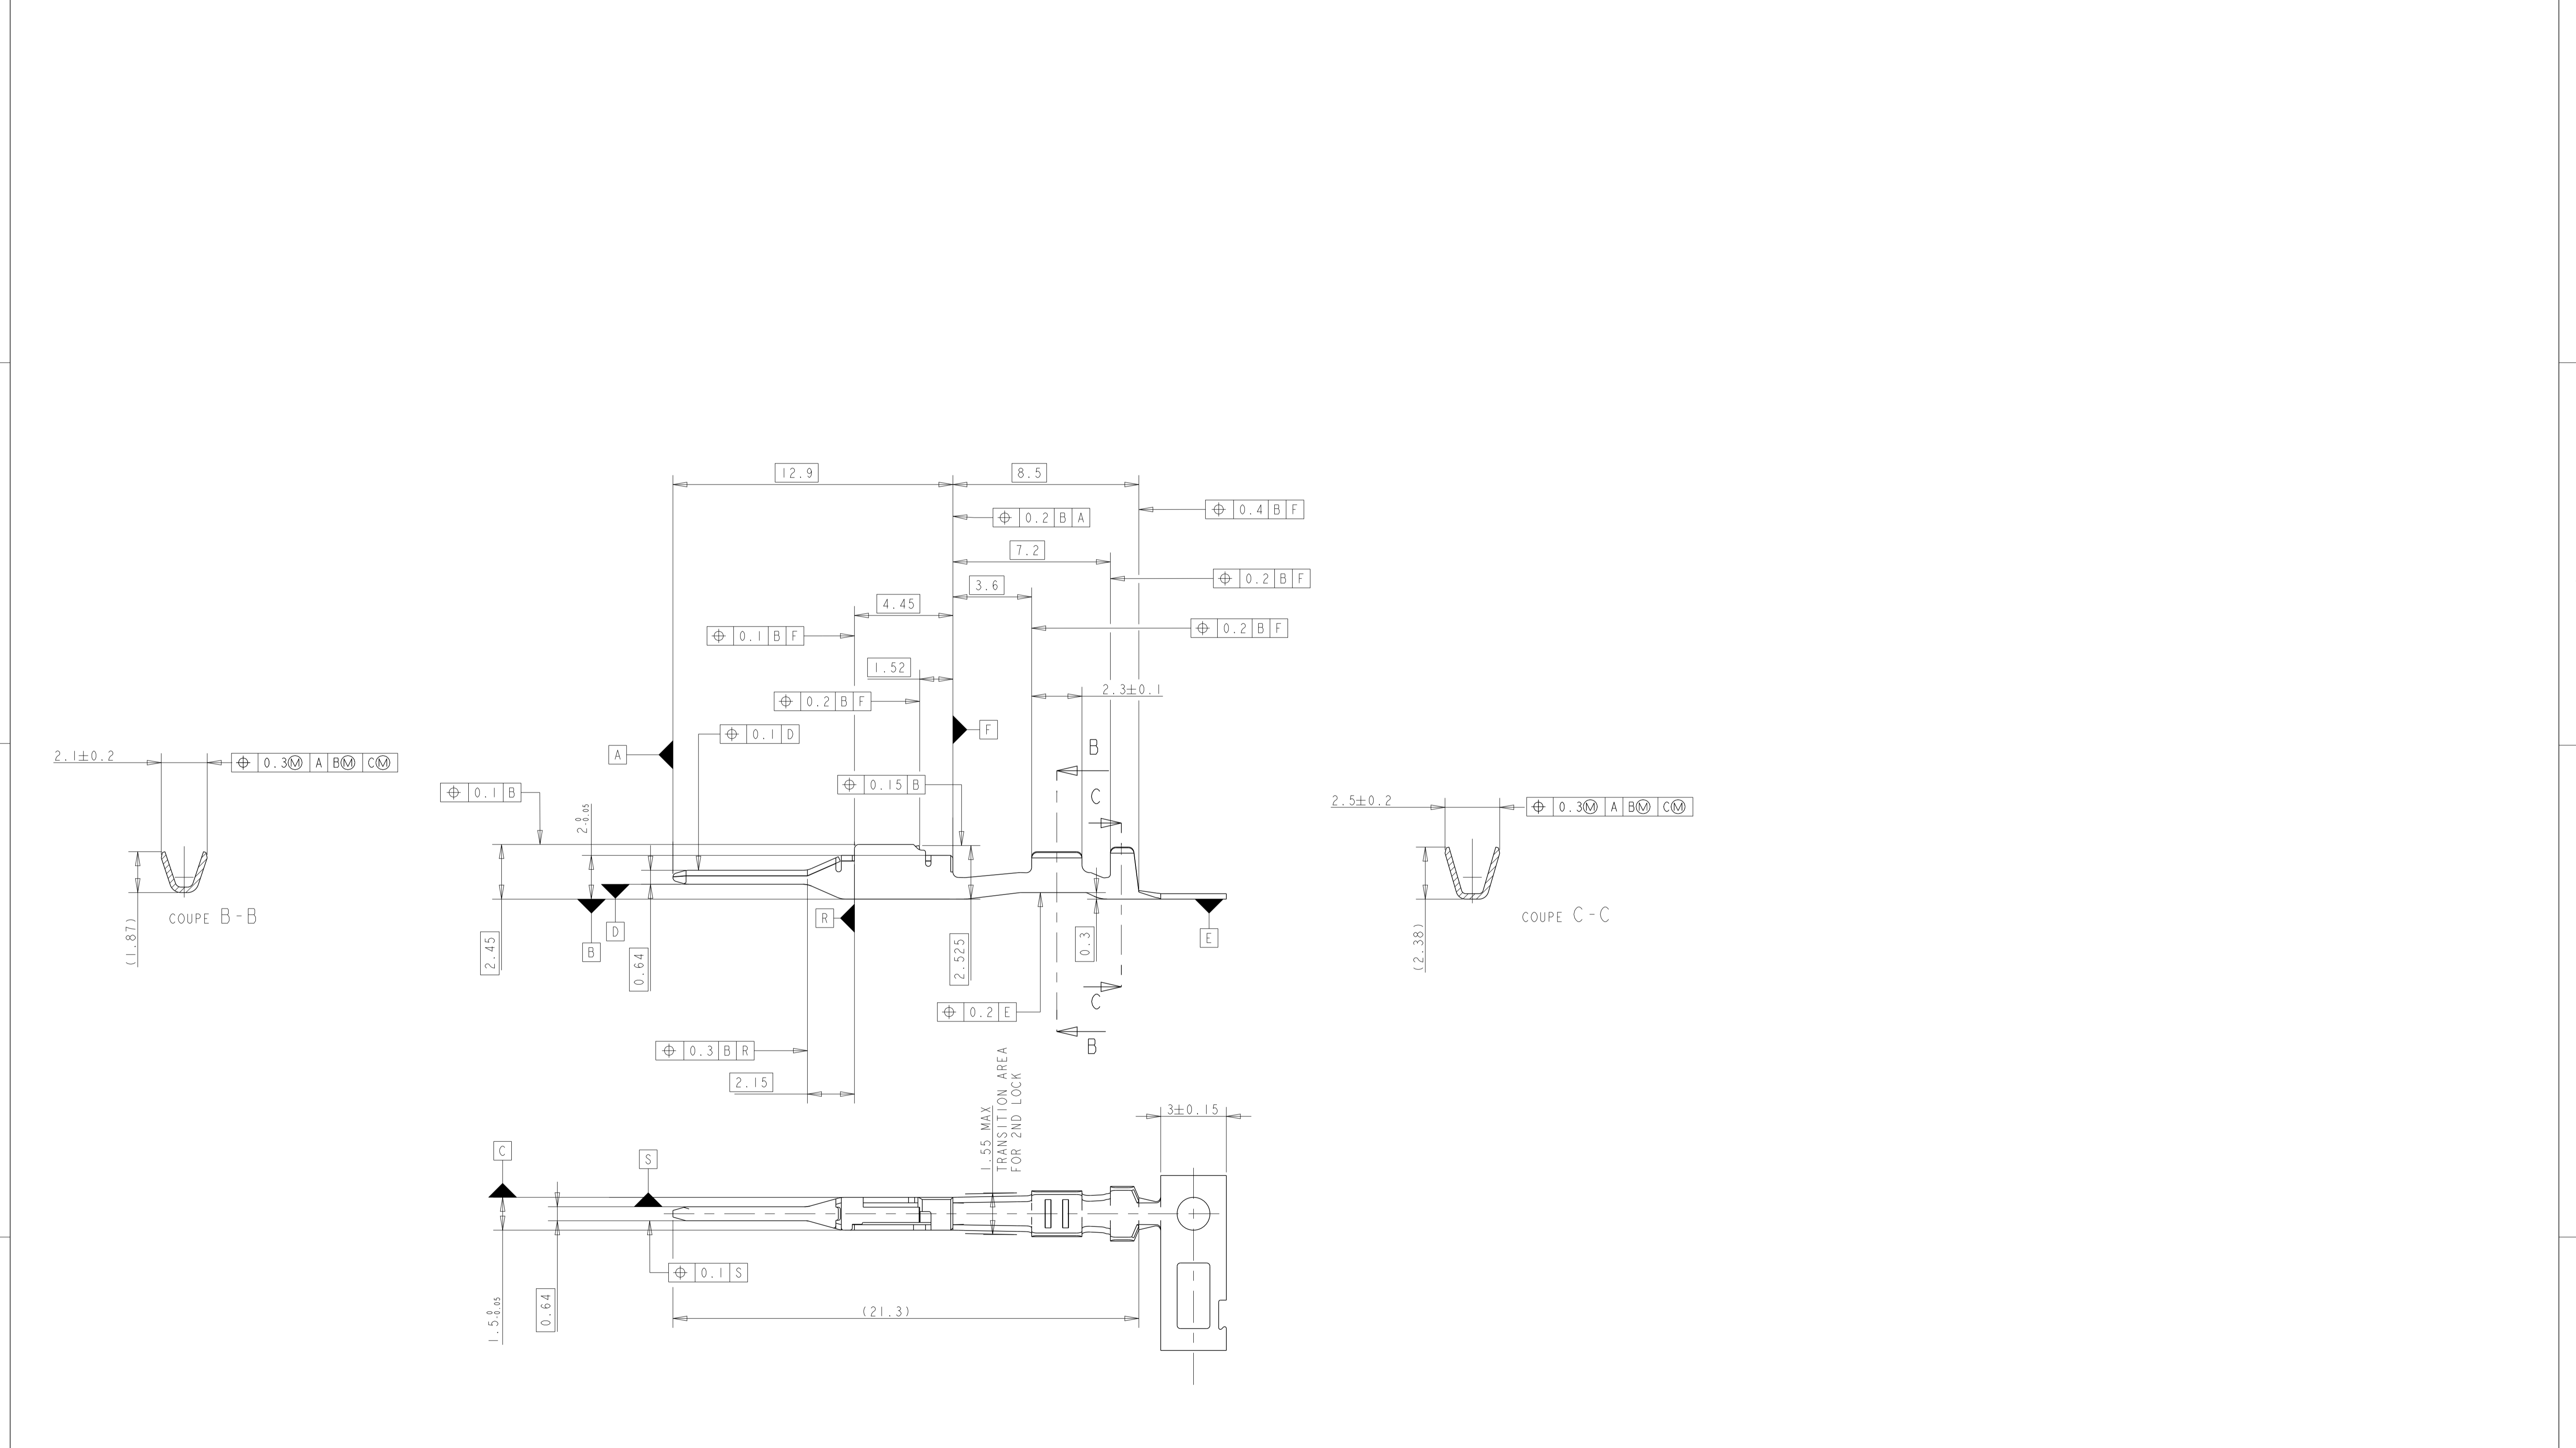 12.9
8.5
⌖ 0.4 B F
⌖ 0.2 B A
7.2
⌖ 0.2 B F
3.6
4.45
⌖ 0.1 B F
⌖ 0.2 B F
1.52
2.3±0.1
⌖ 0.2 B F
F
⌖ 0.1 D
A
B
2.1±0.2
⌖ 0.3Ⓜ A BⓂ CⓂ
⌖ 0.15 B
⌖ 0.1 B
C
2.5±0.2
⌖ 0.3Ⓜ A BⓂ CⓂ
2 0 -0.05
COUPE B-B
(1.87)
R
COUPE C-C
(2.38)
D
B
E
2.45
0.64
2.525
0.3
C
⌖ 0.2 E
B
⌖ 0.3 B R
2.15
1.55 MAX
TRANSITION AREA
FOR 2ND LOCK
3±0.15
C
S
⌖ 0.1 S
1.5 0 -0.05
0.64
(21.3)